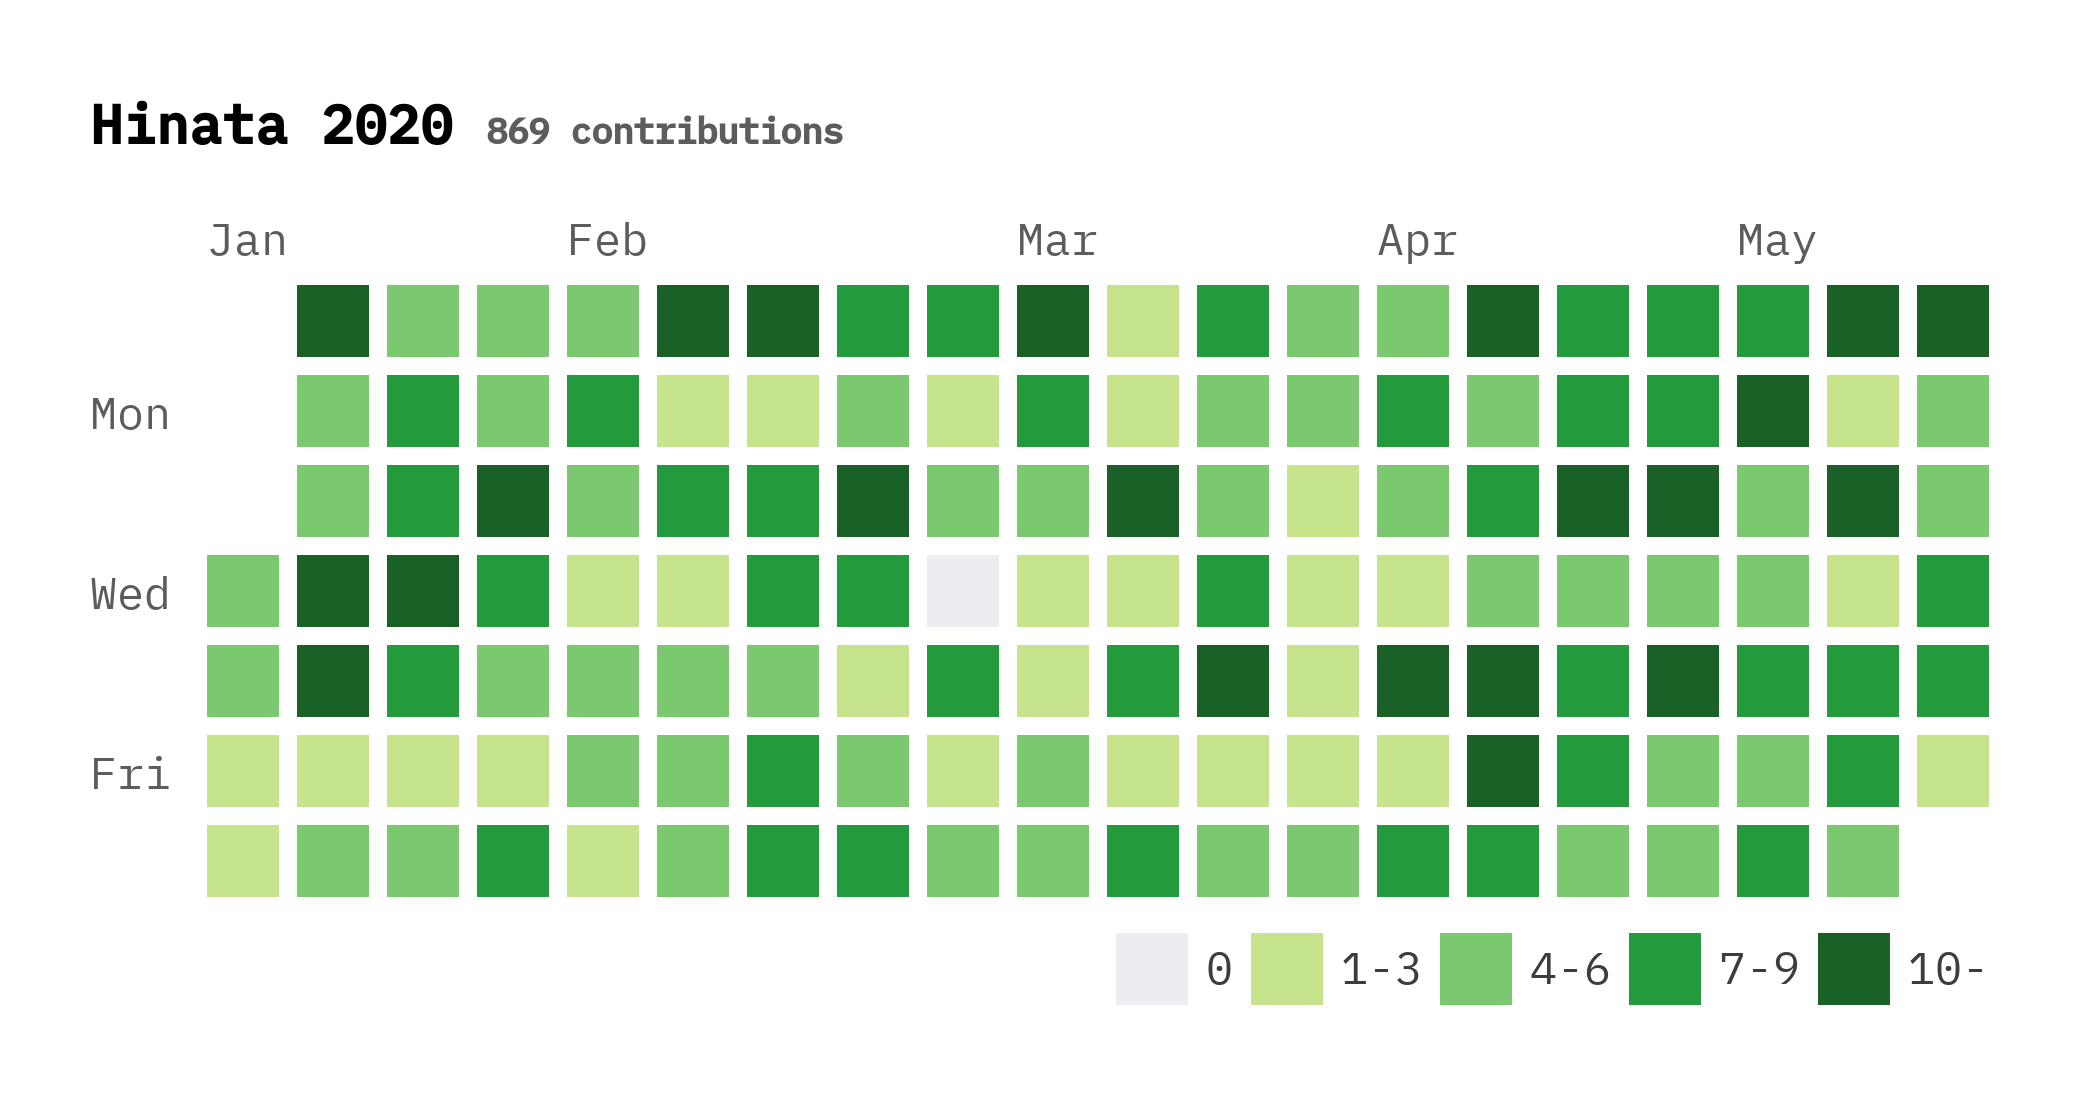 Hinata 2020 869 contributions
Jan Feb Mar Apr May
Mon
Wed
Fri
0 1-3 4-6 7-9 10-